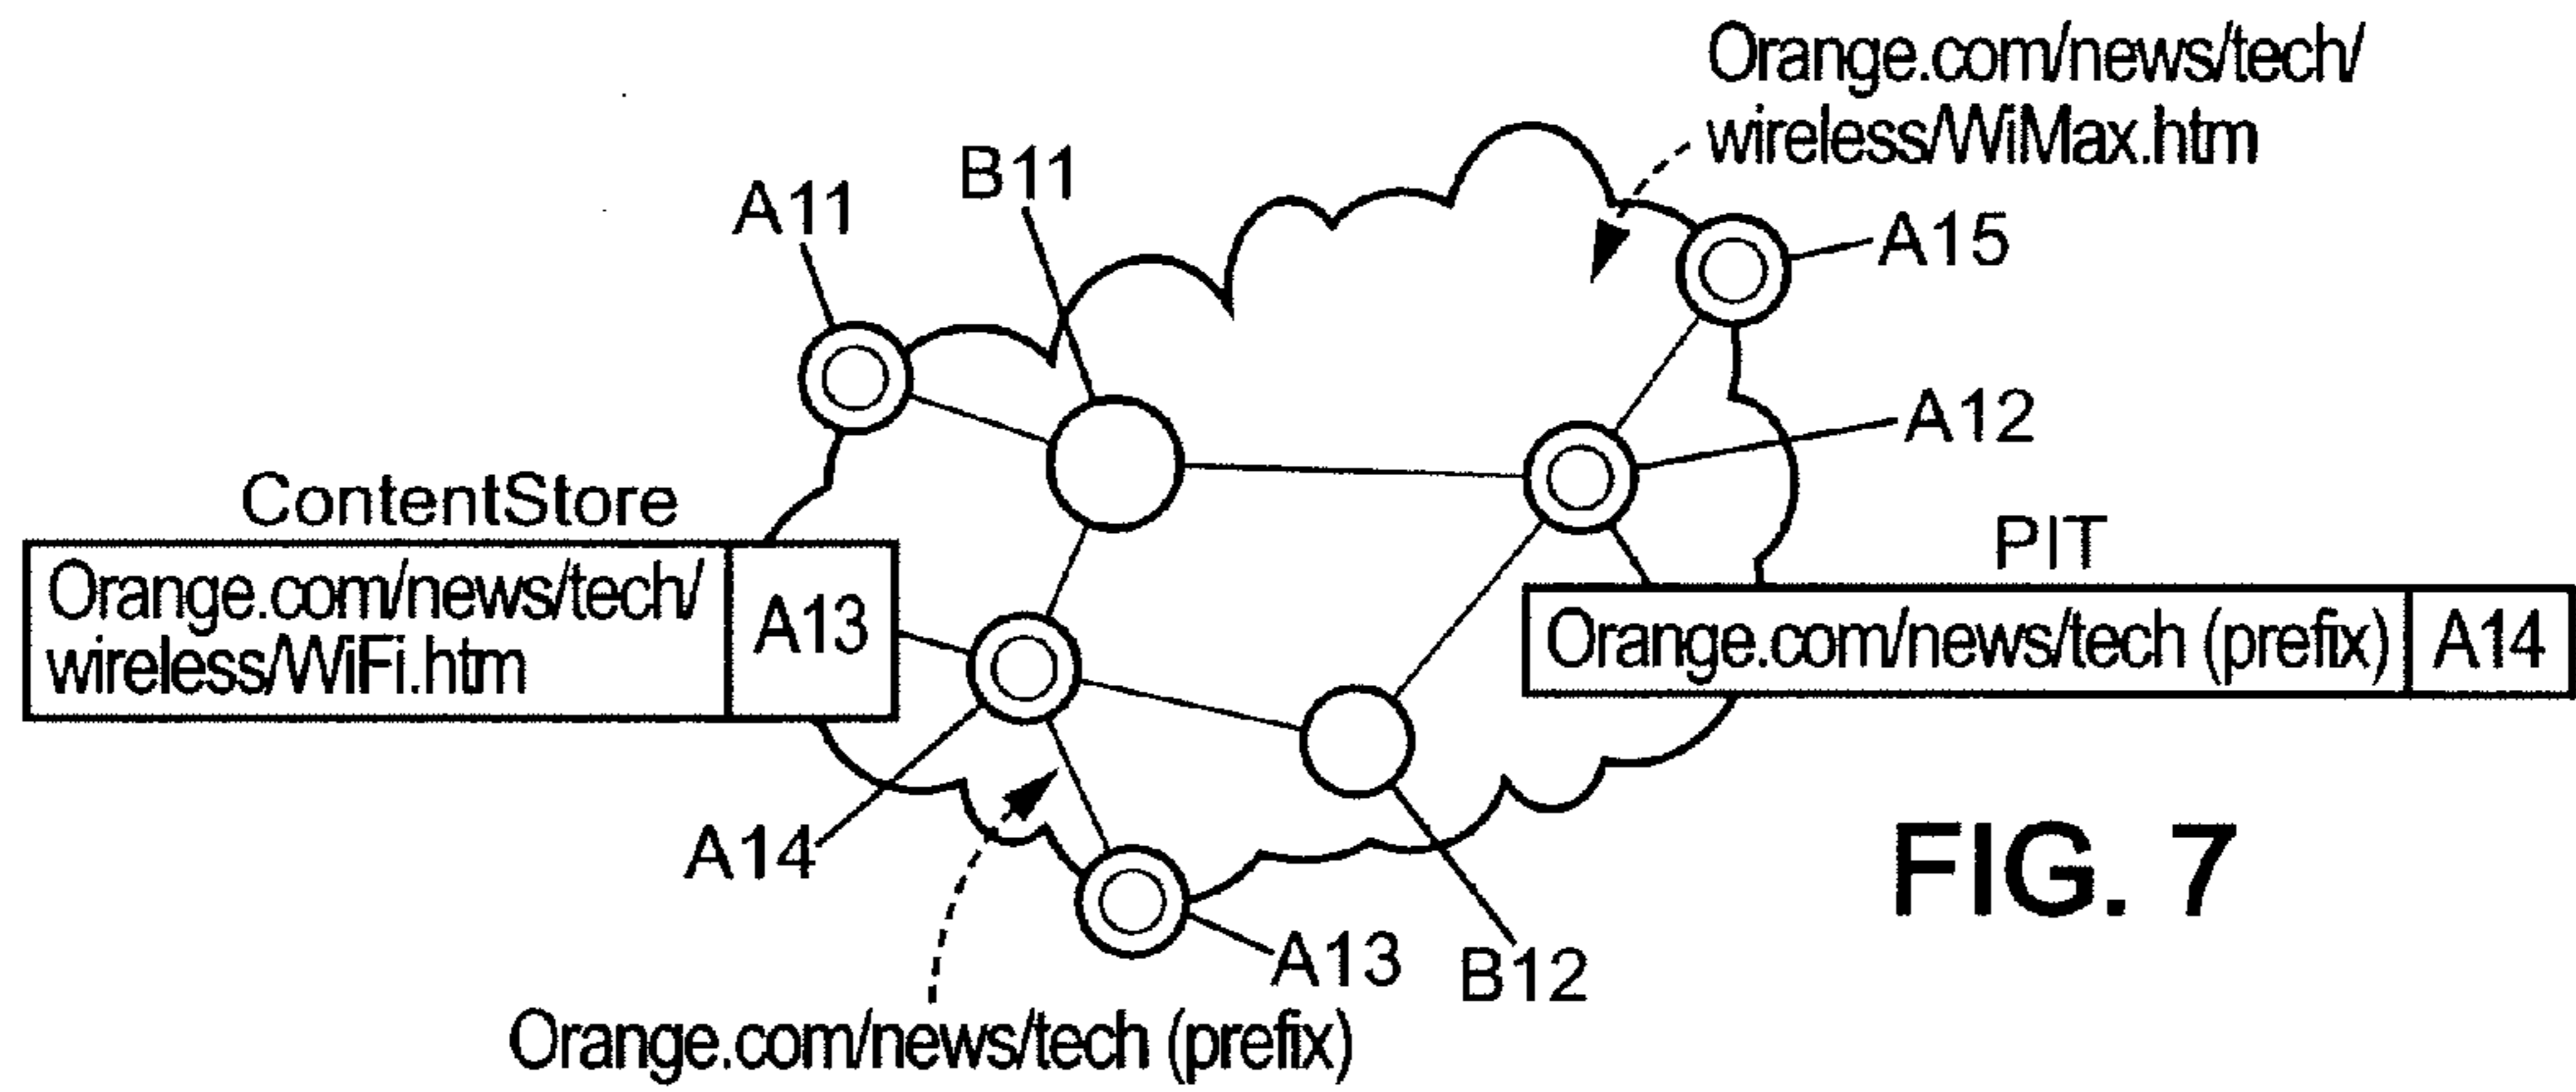 Orange.com/news/tech/
wireless/WiMax.htm
B11
A11
A15
A12
ContentStore
Orange.com/news/tech/
wireless/WiFi.htm
A13
PIT
Orange.com/news/tech (prefix)
A14
A14
A13
B12
FIG. 7
Orange.com/news/tech (prefix)